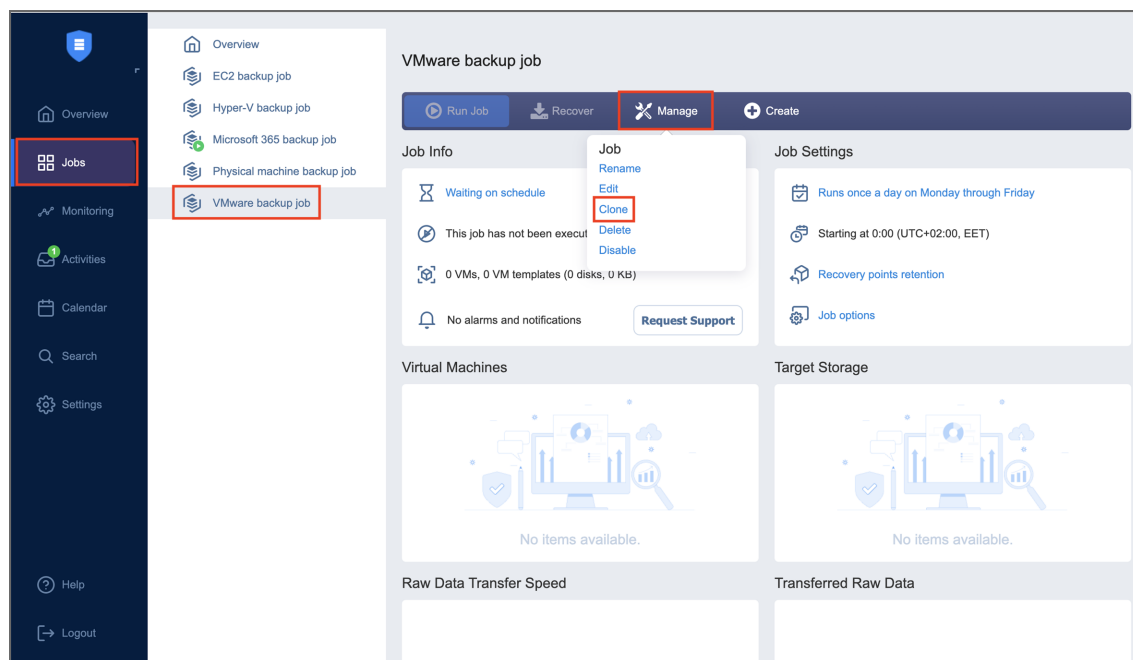 Overview
Jobs
Monitoring
1
Activities
Calendar
Search
Settings
Help
Logout
Overview
EC2 backup job
Hyper-V backup job
Microsoft 365 backup job
Physical machine backup job
VMware backup job
VMware backup job
Run Job
Recover
Manage
Create
Job Info
Waiting on schedule
This job has not been execut
0 VMs, 0 VM templates (0 disks, 0 KB)
No alarms and notifications
Request Support
Job
Rename
Edit
Clone
Delete
Disable
Job Settings
Runs once a day on Monday through Friday
Starting at 0:00 (UTC+02:00, EET)
Recovery points retention
Job options
Virtual Machines
No items available.
Target Storage
No items available.
Raw Data Transfer Speed
Transferred Raw Data